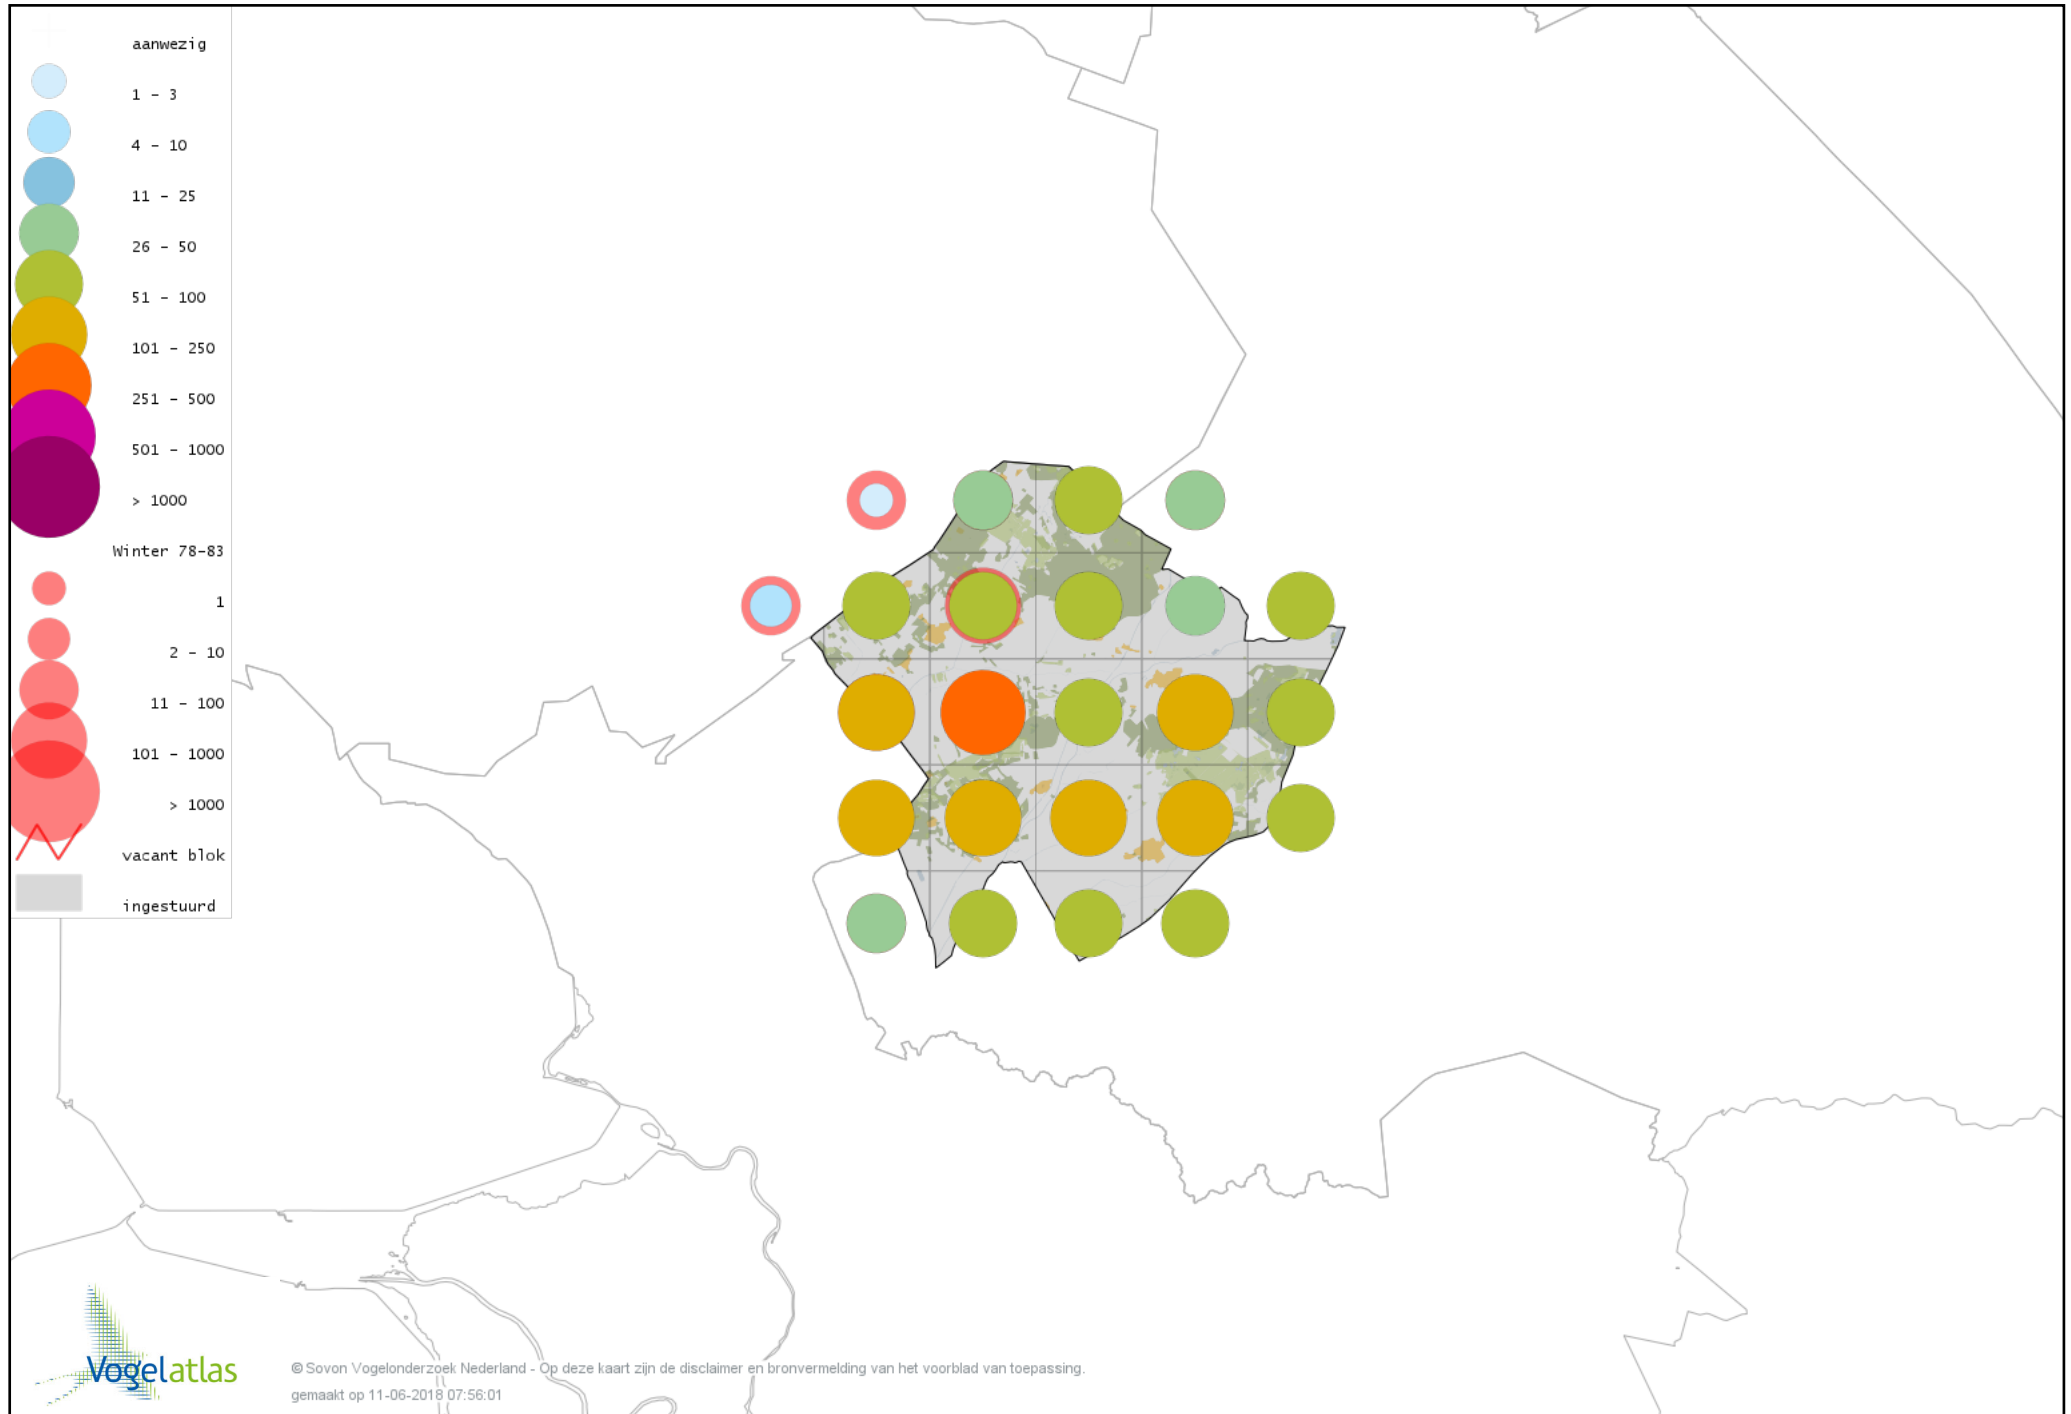 aanwezig
1 - 3
4 - 10
11 - 25
26 - 50
51 - 100
101 - 250
251 - 500
501 - 1000
> 1000
Winter 78-83
1
2 - 10
11 - 100
101 - 1000
> 1000
vacant blok
ingestuurd
Vogelatlas
© Sovon Vogelonderzoek Nederland - Op deze kaart zijn de disclaimer en bronvermelding van het voorblad van toepassing.
gemaakt op 11-06-2018 07:56:01